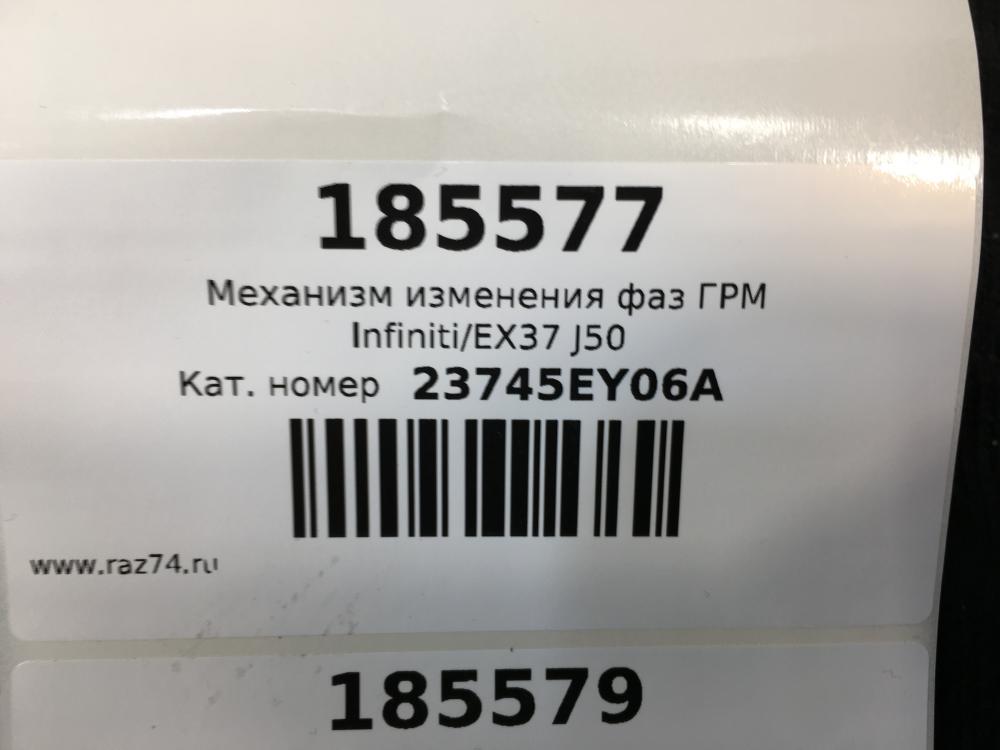 185577
Механизм изменения фаз ГРМ
Infiniti/EX37 J50
Кат. номер 23745EY06A
www.raz74.ru
185579